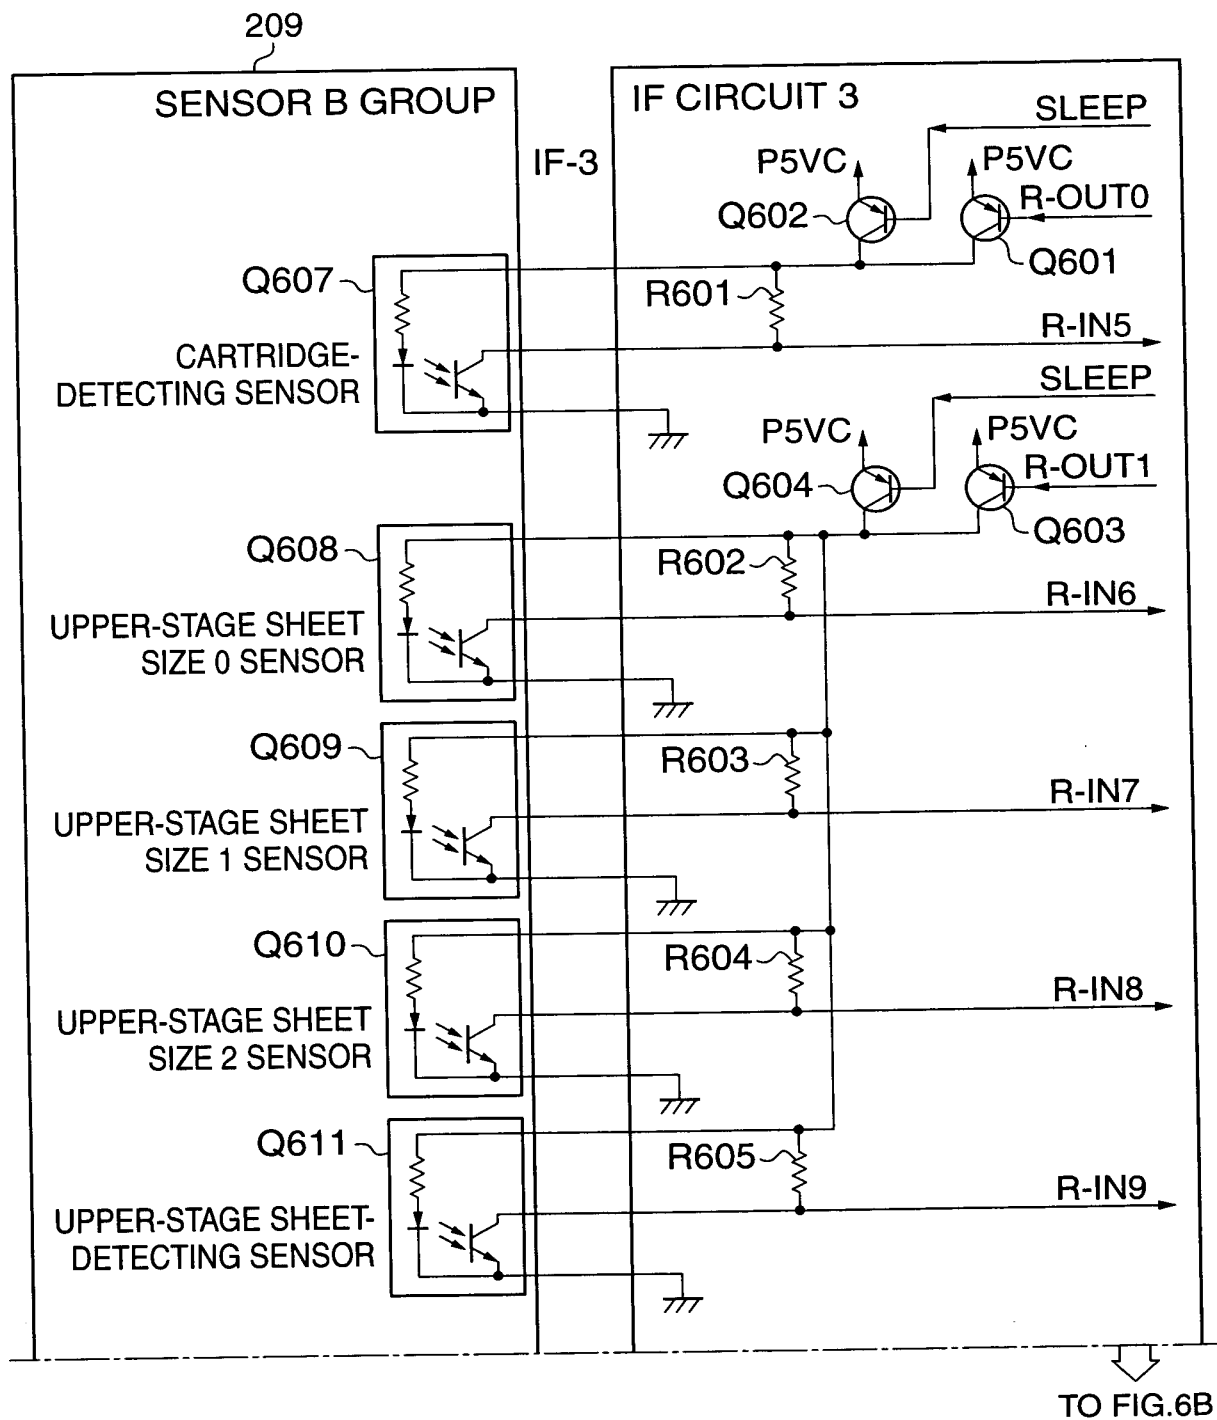 209
SENSOR B GROUP
IF-3
IF CIRCUIT 3
SLEEP
P5VC
P5VC
R-OUT0
Q602
Q601
Q607
R601
R-IN5
CARTRIDGE-
DETECTING SENSOR
SLEEP
P5VC
P5VC
R-OUT1
Q604
Q603
Q608
R602
R-IN6
UPPER-STAGE SHEET
SIZE 0 SENSOR
Q609
R603
R-IN7
UPPER-STAGE SHEET
SIZE 1 SENSOR
Q610
R604
R-IN8
UPPER-STAGE SHEET
SIZE 2 SENSOR
Q611
R605
R-IN9
UPPER-STAGE SHEET-
DETECTING SENSOR
TO FIG.6B